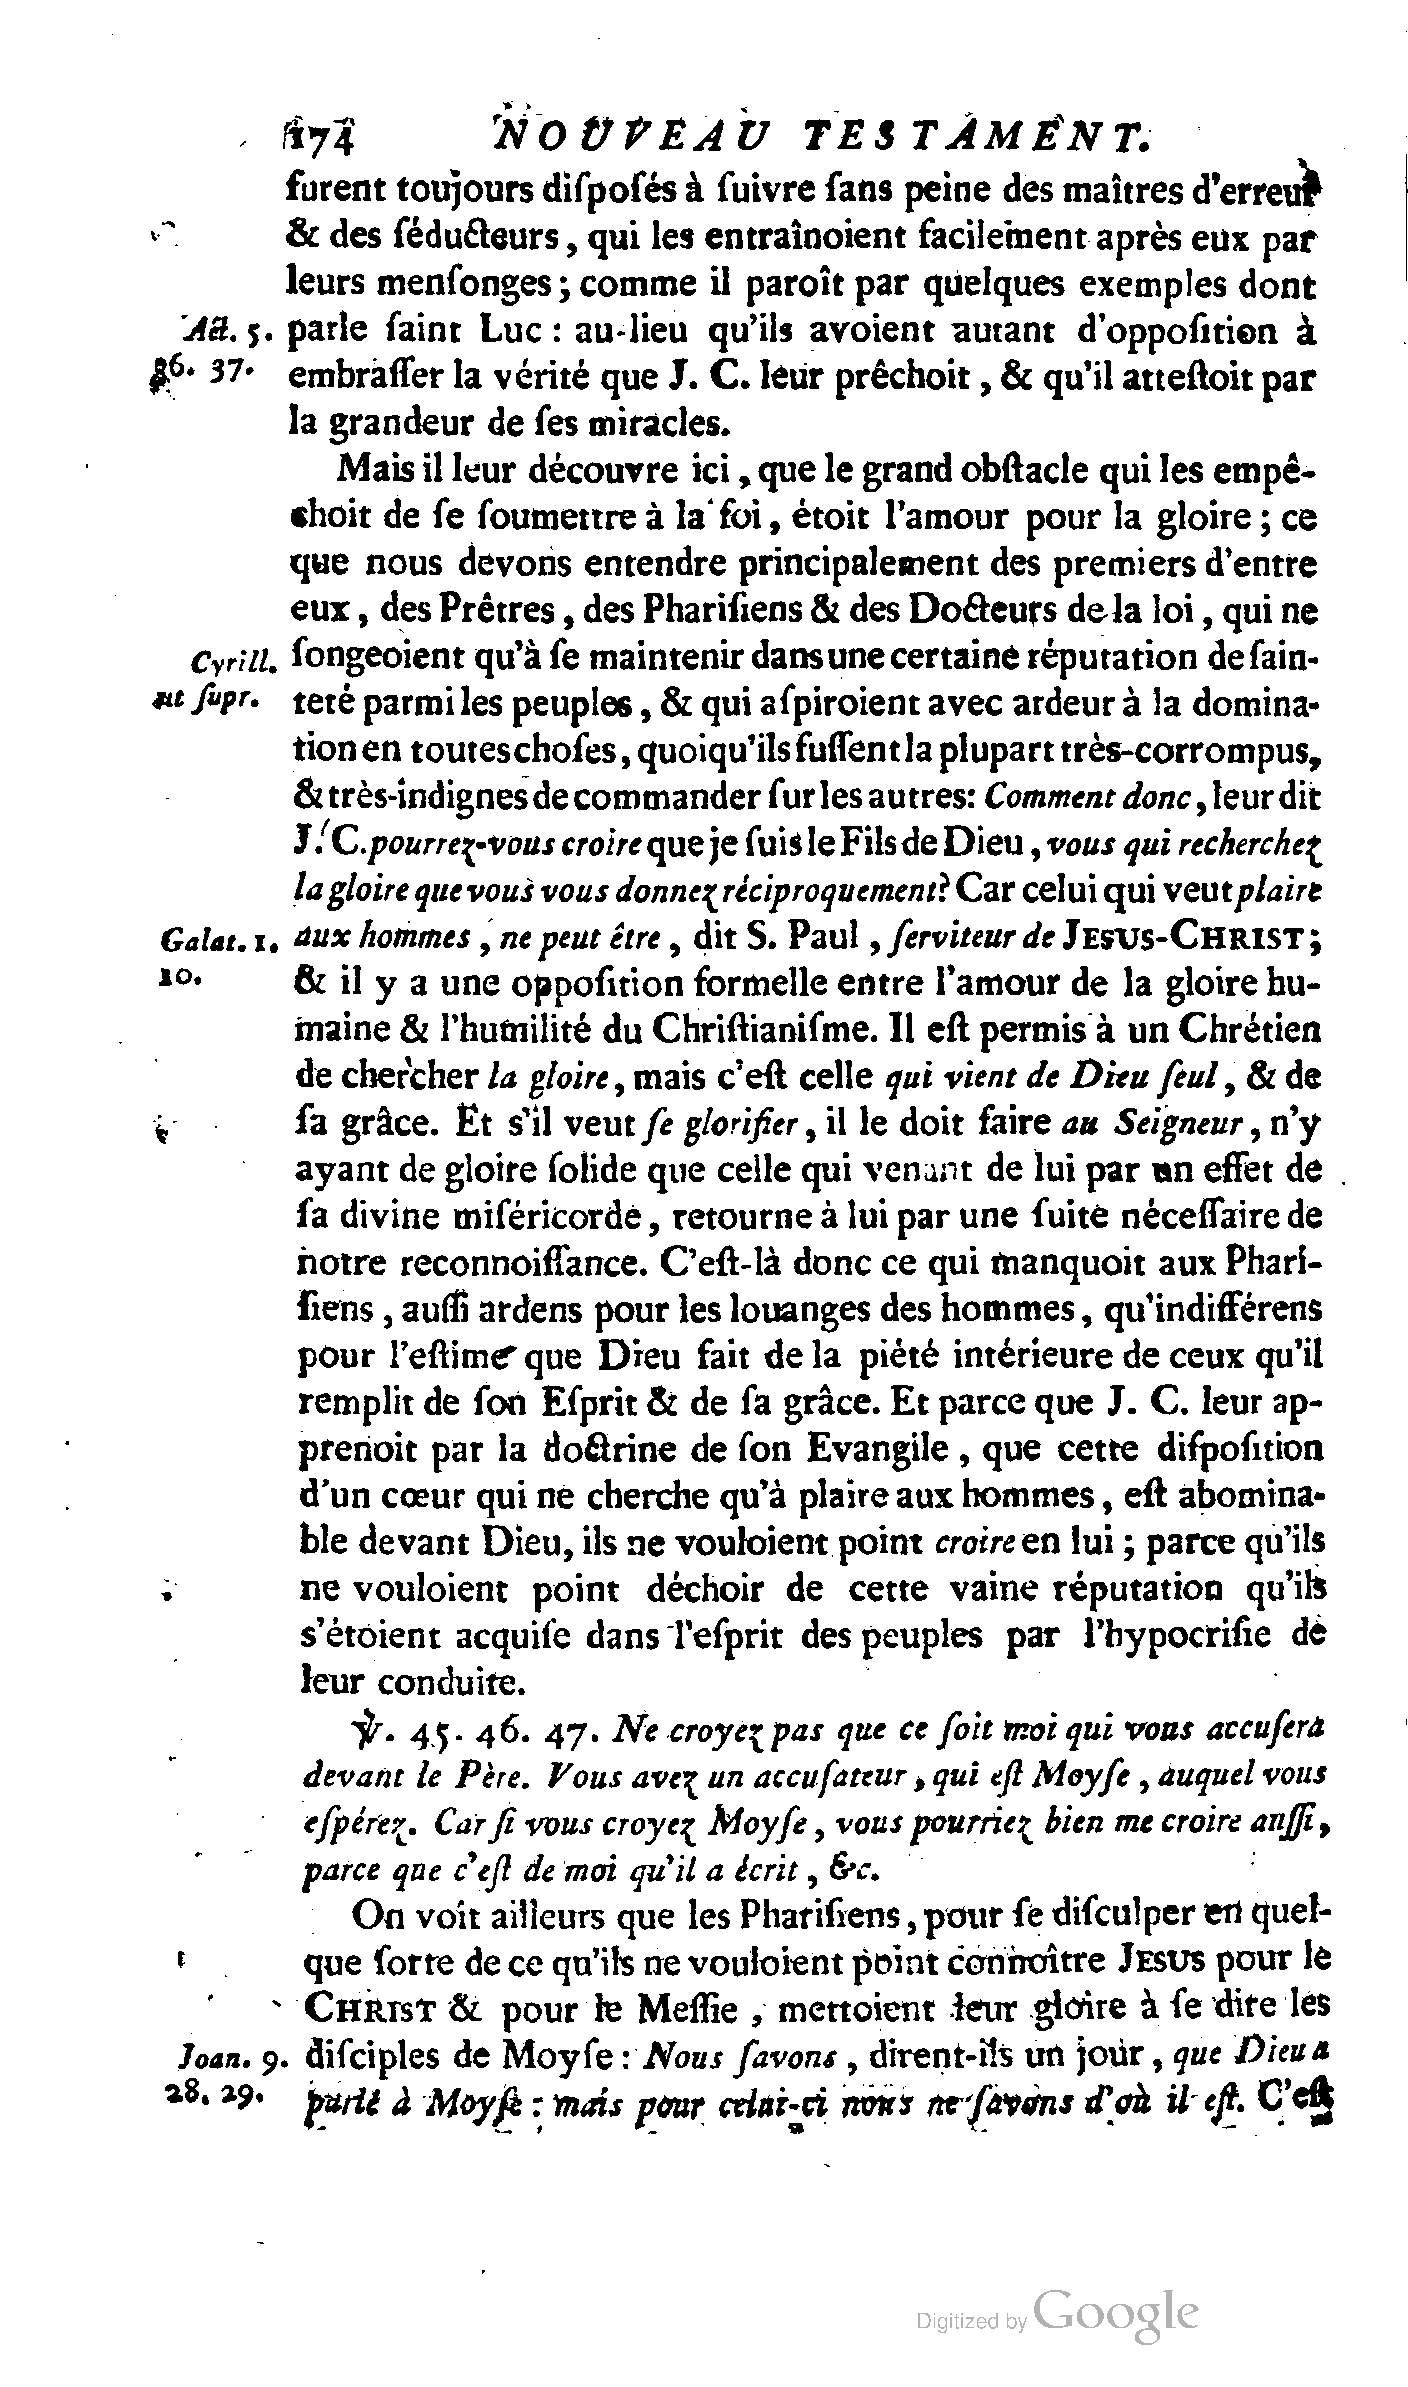 174 NOUVEAU TESTAMENT.
furent toujours diſpoſés à ſuivre ſans peine des maîtres d'erreur
& des ſéducteurs, qui les entraînoient facilement après eux par
leurs menſonges; comme il paroît par quelques exemples dont
Act. 5. parle ſaint Luc : au-lieu qu'ils avoient autant d'oppoſition à
36. 37. embraſſer la vérité que J. C. leur prêchoit, & qu'il atteſtoit par
la grandeur de ſes miracles.
Mais il leur découvre ici, que le grand obſtacle qui les empê-
choit de ſe ſoumettre à la foi, étoit l'amour pour la gloire; ce
que nous devons entendre principalement des premiers d'entre
eux, des Prêtres, des Phariſiens & des Docteurs de la loi, qui ne
Cyrill. ſongeoient qu'à ſe maintenir dans une certaine réputation de ſain-
ut ſupr. teté parmi les peuples, & qui aſpiroient avec ardeur à la domina-
tion en toutes choſes, quoiqu'ils fuſſent la plupart très-corrompus,
& très-indignes de commander ſur les autres: Comment donc, leur dit
J. C. pourrez-vous croire que je ſuis le Fils de Dieu, vous qui recherchez
la gloire que vous vous donnez réciproquement? Car celui qui veut plaire
Galat. 1. aux hommes, ne peut être, dit S. Paul, ſerviteur de JESUS-CHRIST;
10. & il y a une oppoſition formelle entre l'amour de la gloire hu-
maine & l'humilité du Chriſtianiſme. Il eſt permis à un Chrétien
de chercher la gloire, mais c'eſt celle qui vient de Dieu ſeul, & de
ſa grâce. Et s'il veut ſe glorifier, il le doit faire au Seigneur, n'y
ayant de gloire ſolide que celle qui venant de lui par un effet de
ſa divine miſéricorde, retourne à lui par une ſuite néceſſaire de
notre reconnoiſſance. C'eſt-là donc ce qui manquoit aux Phari-
ſiens, auſſi ardens pour les louanges des hommes, qu'indifférens
pour l'eſtime que Dieu fait de la piété intérieure de ceux qu'il
remplit de ſon Eſprit & de ſa grâce. Et parce que J. C. leur ap-
prenoit par la doctrine de ſon Evangile, que cette diſpoſition
d'un cœur qui ne cherche qu'à plaire aux hommes, eſt abomina-
ble devant Dieu, ils ne vouloient point croire en lui; parce qu'ils
ne vouloient point déchoir de cette vaine réputation qu'ils
s'étoient acquiſe dans l'eſprit des peuples par l'hypocriſie de
leur conduite.
℣. 45. 46. 47. Ne croyez pas que ce ſoit moi qui vous accuſera
devant le Père. Vous avez un accuſateur, qui eſt Moyſe, auquel vous
eſpérez. Car ſi vous croyez Moyſe, vous pourriez bien me croire auſſi,
parce que c'eſt de moi qu'il a écrit, &c.
On voit ailleurs que les Phariſiens, pour ſe diſculper en quel-
que ſorte de ce qu'ils ne vouloient point connoître JESUS pour le
CHRIST & pour le Meſſie, mettoient leur gloire à ſe dire les
Joan. 9. diſciples de Moyſe : Nous ſavons, dirent-ils un jour, que Dieu a
28. 29. parlé à Moyſe : mais pour celui-ci nous ne ſavons d'où il eſt. C'eſt
Digitized by Google